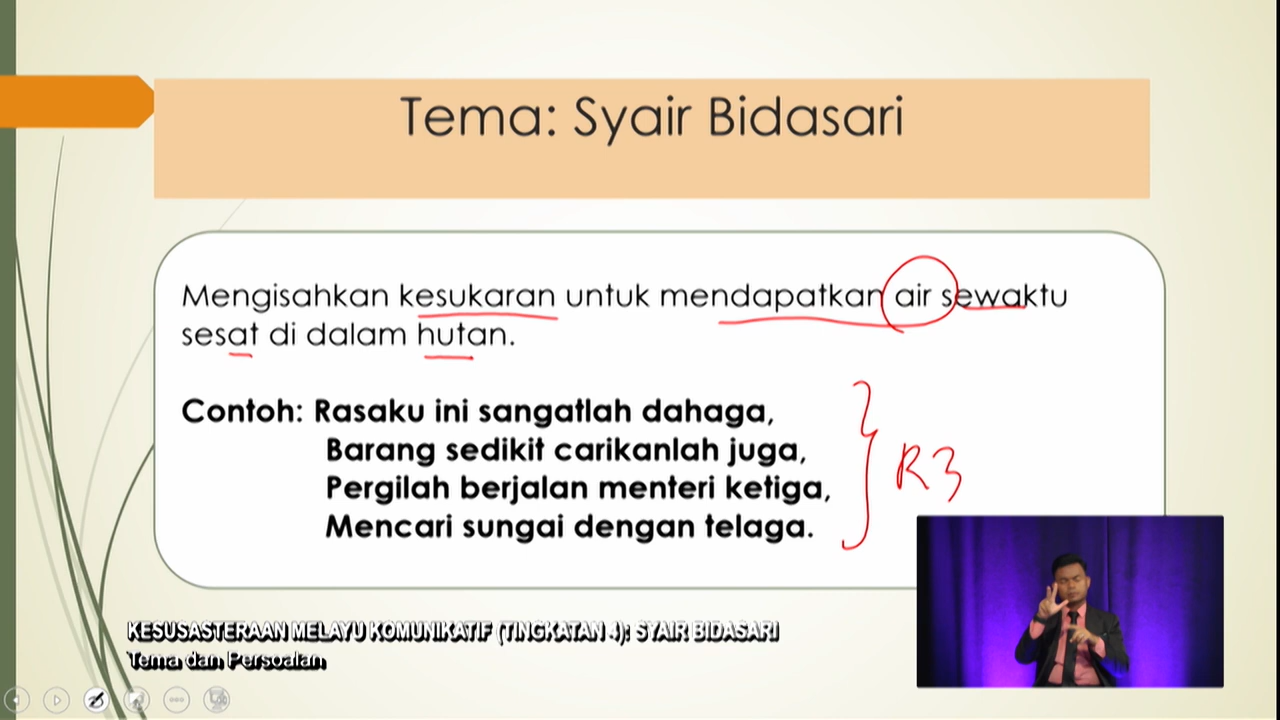 Tema: Syair Bidasari
Mengisahkan kesukaran untuk mendapatkan air sewaktu
sesat di dalam hutan.
Contoh: Rasaku ini sangatlah dahaga,
Barang sedikit carikanlah juga,
Pergilah berjalan menteri ketiga,
Mencari sungai dengan telaga.
R3
KESUSASTERAAN MELAYU KOMUNIKATIF (TINGKATAN 4): SYAIR BIDASARI
Tema dan Persoalan